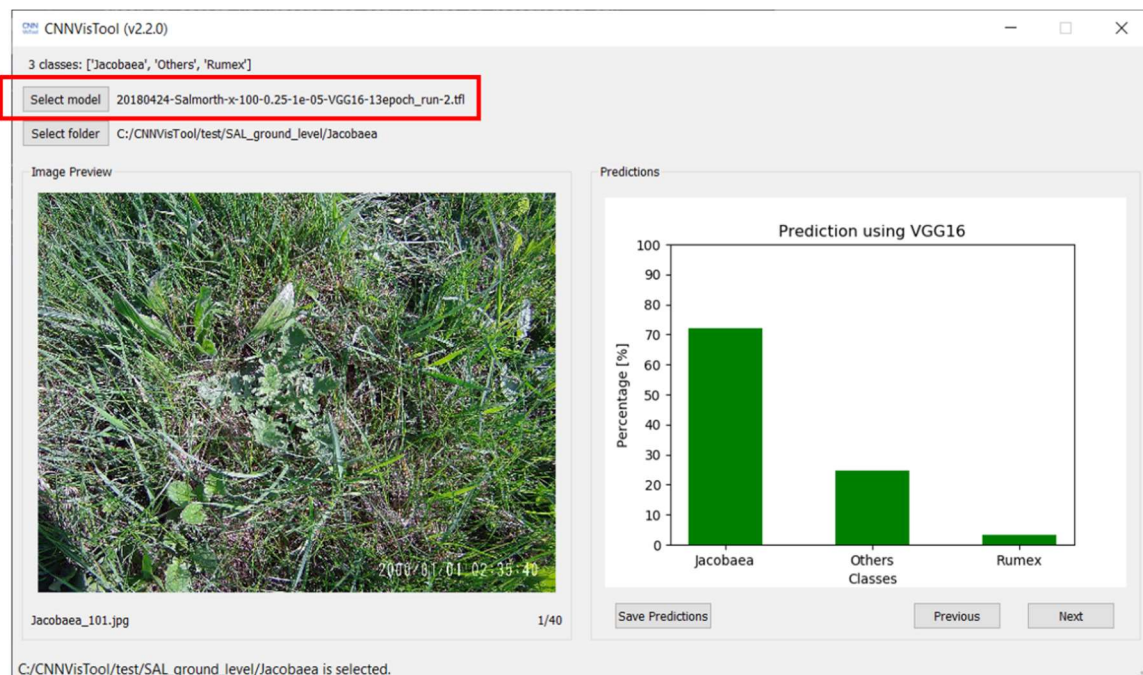 CNNVisTool (v2.2.0)
3 classes: ['Jacobaea', 'Others', 'Rumex']
Select model 20180424-Salmorth-x-100-0.25-1e-05-VGG16-13epoch_run-2.tfl
Select folder C:/CNNVisTool/test/SAL_ground_level/Jacobaea
Image Preview
2000/01/01 02:35:40
Jacobaea_101.jpg 1/40
Predictions
Prediction using VGG16
Percentage [%]
100
90
80
70
60
50
40
30
20
10
0
Jacobaea Others Rumex
Classes
Save Predictions Previous Next
C:/CNNVisTool/test/SAL_ground_level/Jacobaea is selected.